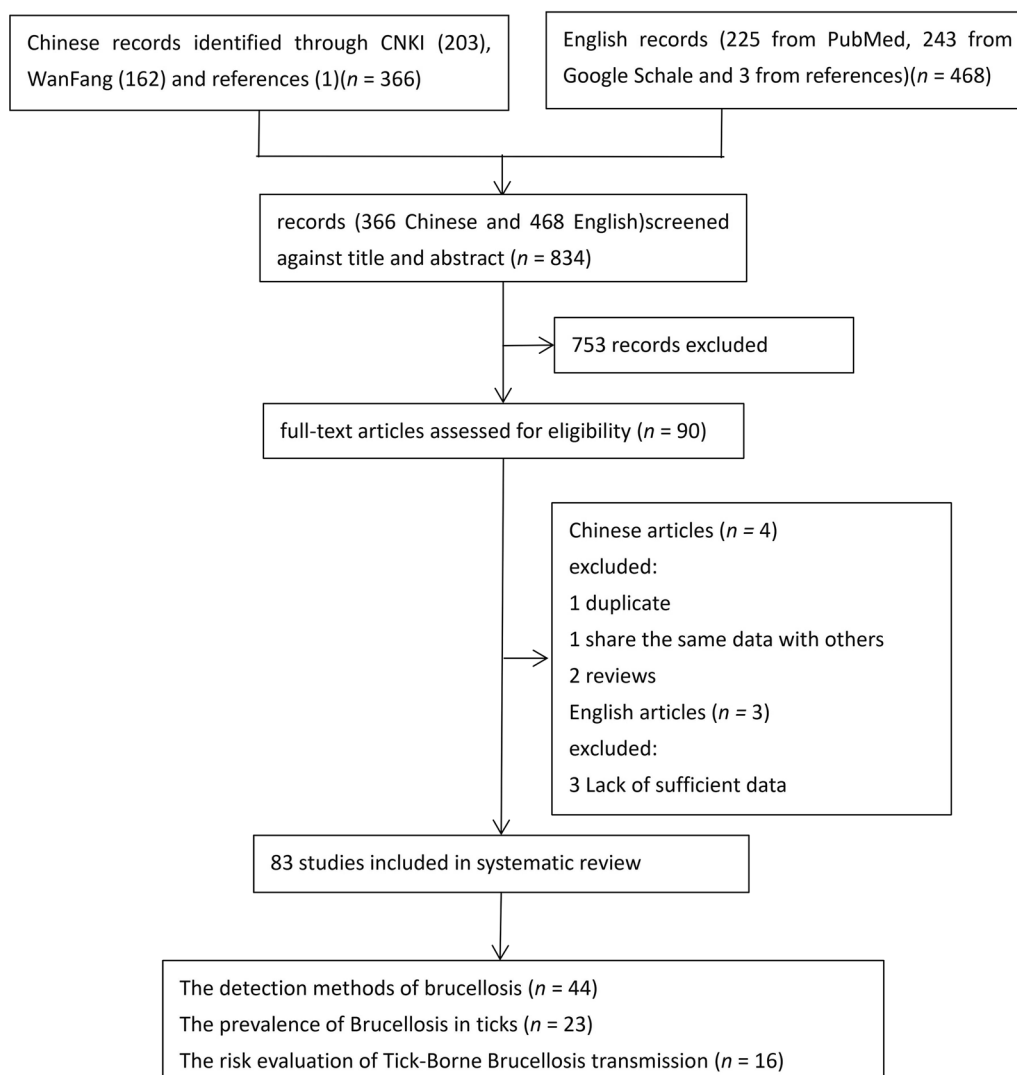 Chinese records identified through CNKI (203),
WanFang (162) and references (1)(n = 366)
English records (225 from PubMed, 243 from
Google Schale and 3 from references)(n = 468)
records (366 Chinese and 468 English)screened
against title and abstract (n = 834)
753 records excluded
full-text articles assessed for eligibility (n = 90)
Chinese articles (n = 4)
excluded:
1 duplicate
1 share the same data with others
2 reviews
English articles (n = 3)
excluded:
3 Lack of sufficient data
83 studies included in systematic review
The detection methods of brucellosis (n = 44)
The prevalence of Brucellosis in ticks (n = 23)
The risk evaluation of Tick-Borne Brucellosis transmission (n = 16)